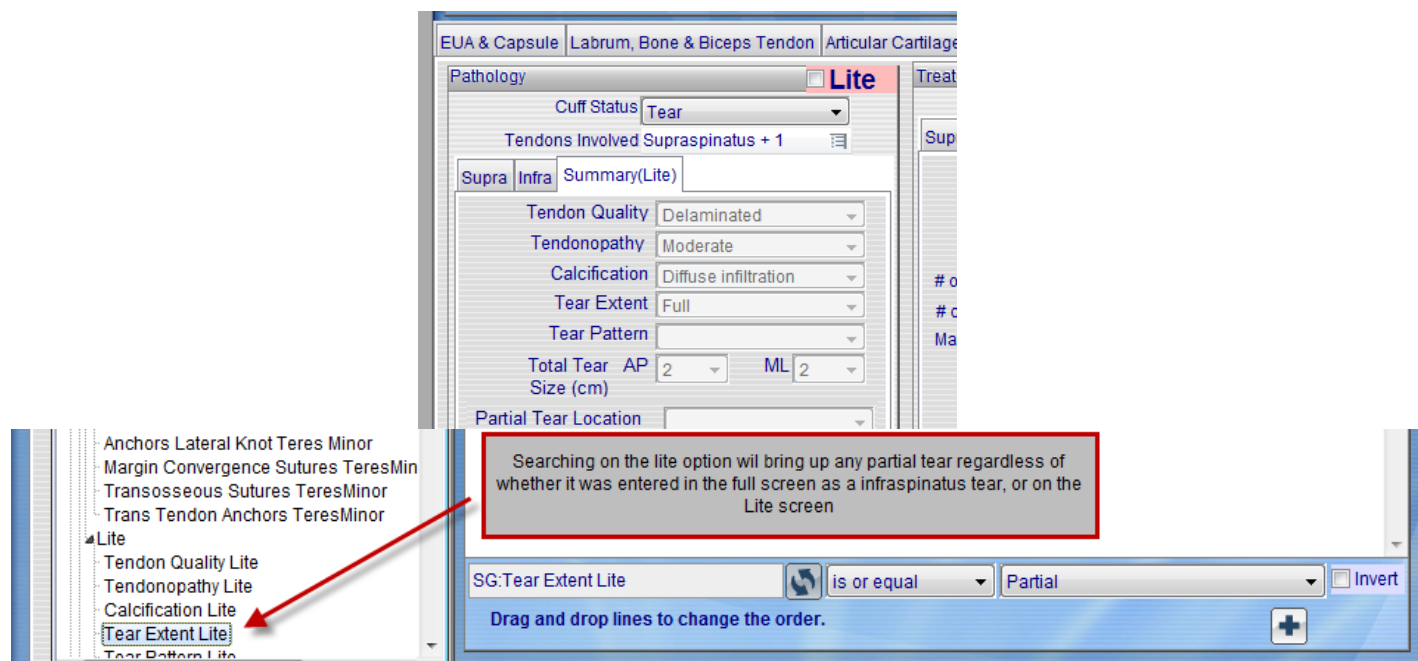 EUA & Capsule Labrum, Bone & Biceps Tendon Articular Cartilage
Pathology Lite Treat
Cuff Status Tear
Tendons Involved Supraspinatus + 1
Sup
Supra Infra Summary(Lite)
Tendon Quality Delaminated
Tendonopathy Moderate
Calcification Diffuse infiltration
# o
Tear Extent Full
Tear Pattern
Ma
Total Tear AP 2 ML 2
Size (cm)
Partial Tear Location
Anchors Lateral Knot Teres Minor
Margin Convergence Sutures TeresMin
Transosseous Sutures TeresMinor
Trans Tendon Anchors TeresMinor
Lite
Tendon Quality Lite
Tendonopathy Lite
Calcification Lite
Tear Extent Lite
Tear Pattern Lite
Searching on the lite option wil bring up any partial tear regardless of
whether it was entered in the full screen as a infraspinatus tear, or on the
Lite screen
SG:Tear Extent Lite is or equal Partial Invert
Drag and drop lines to change the order.